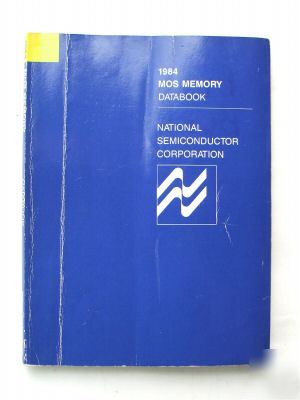 1984
MOS MEMORY
DATABOOK
NATIONAL
SEMICONDUCTOR
CORPORATION